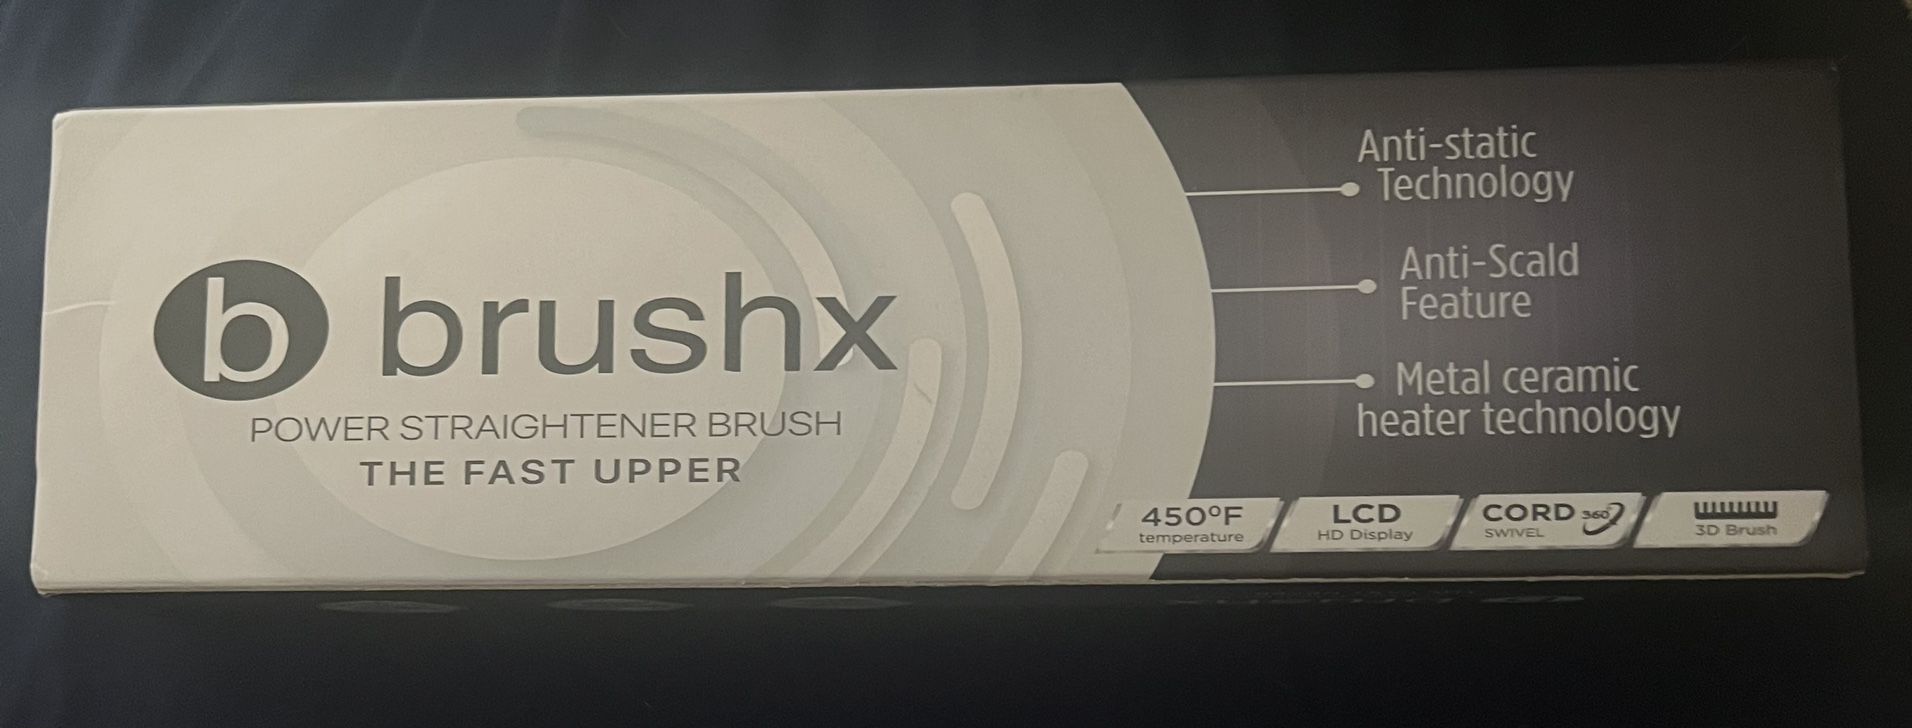 b brushx
POWER STRAIGHTENER BRUSH
THE FAST UPPER
Anti-static
Technology
Anti-Scald
Feature
Metal ceramic
heater technology
450°F
temperature
LCD
HD Display
CORD 360°
SWIVEL
3D Brush